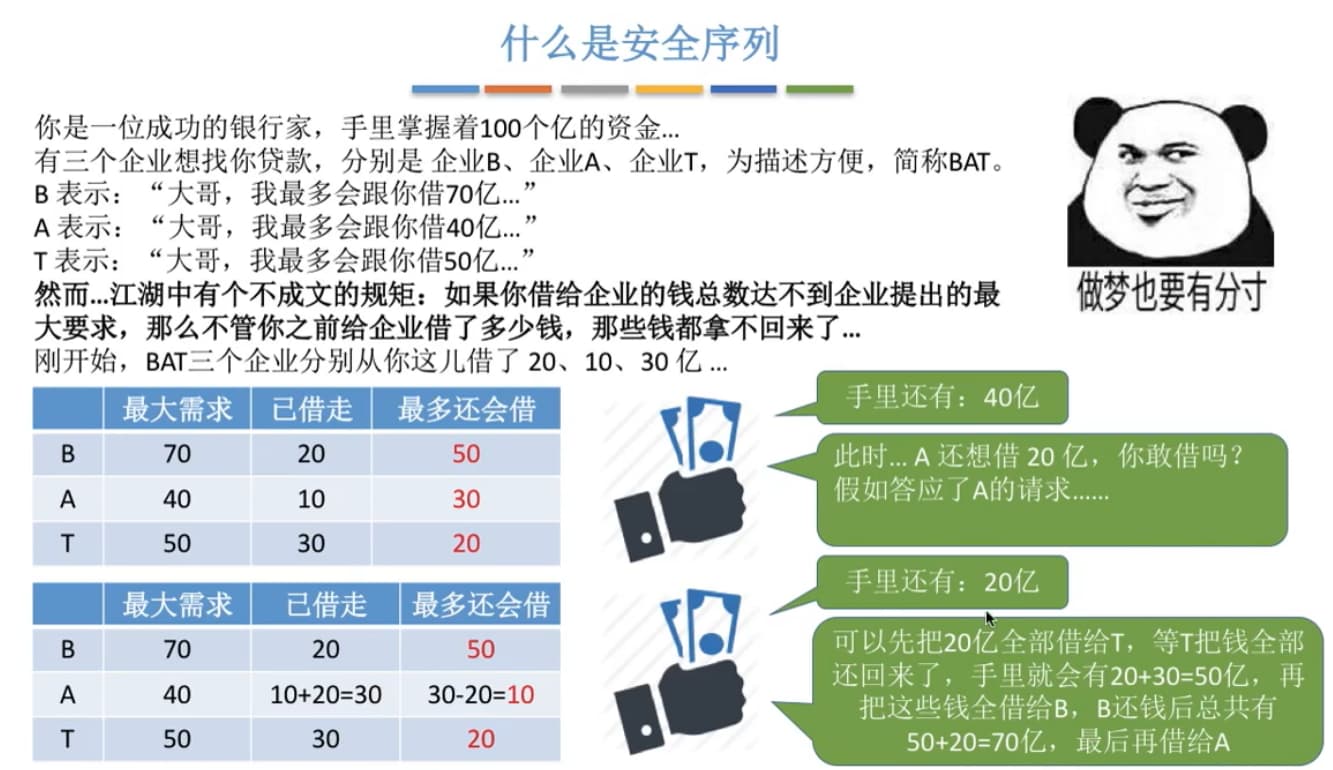 什么是安全序列
你是一位成功的银行家，手里掌握着100个亿的资金...
有三个企业想找你贷款，分别是 企业B、企业A、企业T，为描述方便，简称BAT。
B 表示：“大哥，我最多会跟你借70亿...”
A 表示：“大哥，我最多会跟你借40亿...”
T 表示：“大哥，我最多会跟你借50亿...”
然而...江湖中有个不成文的规矩：如果你借给企业的钱总数达不到企业提出的最
大要求，那么不管你之前给企业借了多少钱，那些钱都拿不回来了...
刚开始，BAT三个企业分别从你这儿借了 20、10、30 亿 ...
做梦也要有分寸
最大需求 已借走 最多还会借
B 70 20 50
A 40 10 30
T 50 30 20
手里还有：40亿
此时... A 还想借 20 亿，你敢借吗？
假如答应了A的请求......
最大需求 已借走 最多还会借
B 70 20 50
A 40 10+20=30 30-20=10
T 50 30 20
手里还有：20亿
可以先把20亿全部借给T，等T把钱全部
还回来了，手里就会有20+30=50亿，再
把这些钱全借给B，B还钱后总共有
50+20=70亿，最后再借给A